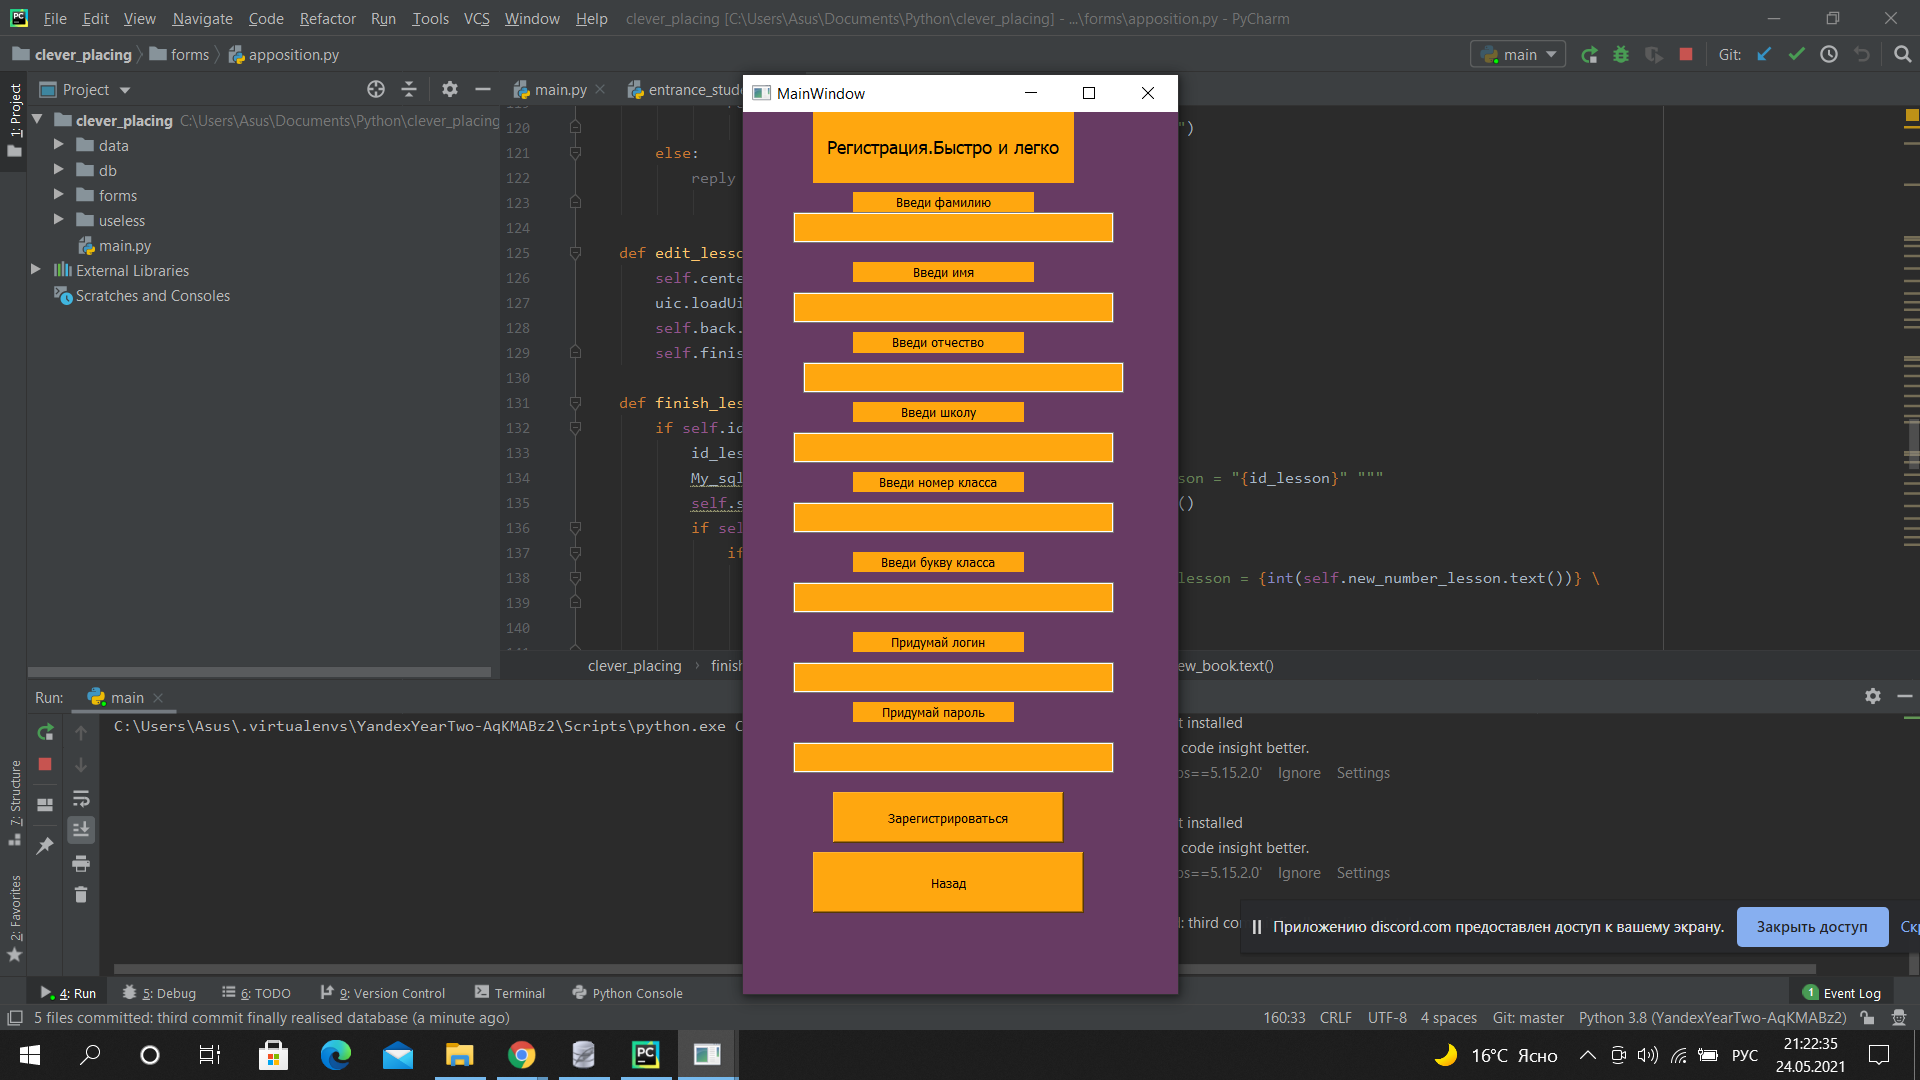 File Edit View Navigate Code Refactor Run Tools VCS Window Help clever_placing [C:\Users\Asus\Documents\Python\clever_placing] - ...\forms\apposition.py - PyCharm
clever_placing forms apposition.py main Git:
1: Project
Project main.py entrance_stude
clever_placing C:\Users\Asus\Documents\Python\clever_placing
data
db
forms
useless
main.py
External Libraries
Scratches and Consoles
120 ")
121 else:
122 reply
123
124
125 def edit_lesso
126 self.cente
127 uic.loadUi
128 self.back.
129 self.finis
130
131 def finish_les
132 if self.id
133 id_les
134 My_sql son = "{id_lesson}" """
135 self.s ()
136 if sel
137 if
138 lesson = {int(self.new_number_lesson.text())} \
139
140
clever_placing › finish ew_book.text()
MainWindow
Регистрация.Быстро и легко
Введи фамилию
Введи имя
Введи отчество
Введи школу
Введи номер класса
Введи букву класса
Придумай логин
Придумай пароль
Зарегистрироваться
Назад
Run: main
C:\Users\Asus\.virtualenvs\YandexYearTwo-AqKMABz2\Scripts\python.exe C
t installed
code insight better.
os==5.15.2.0' Ignore Settings
t installed
code insight better.
os==5.15.2.0' Ignore Settings
: third co
Приложению discord.com предоставлен доступ к вашему экрану. Закрыть доступ Скр
7: Structure
2: Favorites
4: Run 5: Debug 6: TODO 9: Version Control Terminal Python Console 1 Event Log
5 files committed: third commit finally realised database (a minute ago) 160:33 CRLF UTF-8 4 spaces Git: master Python 3.8 (YandexYearTwo-AqKMABz2)
16°C Ясно РУС 21:22:35
24.05.2021